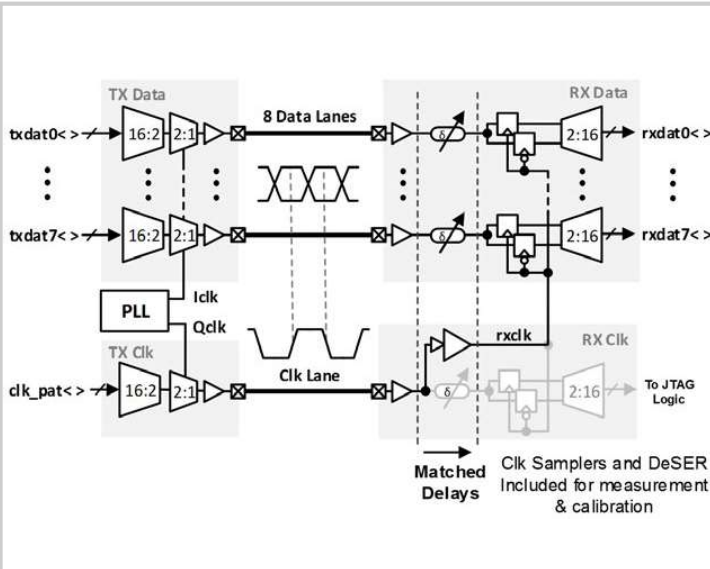 TX Data
8 Data Lanes
RX Data
txdat0<>
16:2
2:1
δ
2:16
rxdat0<>
txdat7<>
16:2
2:1
δ
2:16
rxdat7<>
PLL
Iclk
Qclk
TX Clk
rxclk
RX Clk
clk_pat<>
16:2
2:1
Clk Lane
δ
2:16
To JTAG
Logic
Matched
Delays
Clk Samplers and DeSER
Included for measurement
& calibration